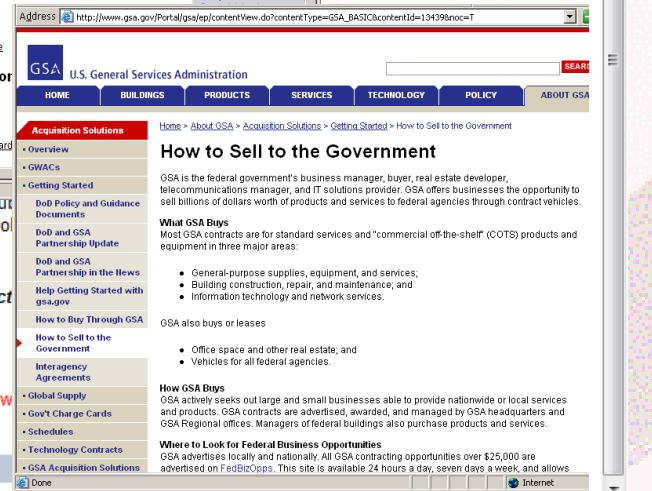 Address http://www.gsa.gov/Portal/gsa/ep/contentView.do?contentType=GSA_BASIC&contentId=13439&noc=T
GSA U.S. General Services Administration
SEARC
HOME BUILDINGS PRODUCTS SERVICES TECHNOLOGY POLICY ABOUT GSA
Acquisition Solutions
Home > About GSA > Acquisition Solutions > Getting Started > How to Sell to the Government
• Overview
• GWACs
• Getting Started
DoD Policy and Guidance
Documents
DoD and GSA
Partnership Update
DoD and GSA
Partnership in the News
Help Getting Started with
gsa.gov
How to Buy Through GSA
How to Sell to the
Government
Interagency
Agreements
• Global Supply
• Gov't Charge Cards
• Schedules
• Technology Contracts
• GSA Acquisition Solutions
How to Sell to the Government
GSA is the federal government's business manager, buyer, real estate developer,
telecommunications manager, and IT solutions provider. GSA offers businesses the opportunity to
sell billions of dollars worth of products and services to federal agencies through contract vehicles.
What GSA Buys
Most GSA contracts are for standard services and "commercial off-the-shelf" (COTS) products and
equipment in three major areas:
• General-purpose supplies, equipment, and services;
• Building construction, repair, and maintenance; and
• Information technology and network services.
GSA also buys or leases
• Office space and other real estate; and
• Vehicles for all federal agencies.
How GSA Buys
GSA actively seeks out large and small businesses able to provide nationwide or local services
and products. GSA contracts are advertised, awarded, and managed by GSA headquarters and
GSA Regional offices. Managers of federal buildings also purchase products and services.
Where to Look for Federal Business Opportunities
GSA advertises locally and nationally. All GSA contracting opportunities over $25,000 are
advertised on FedBizOpps. This site is available 24 hours a day, seven days a week, and allows
Done Internet